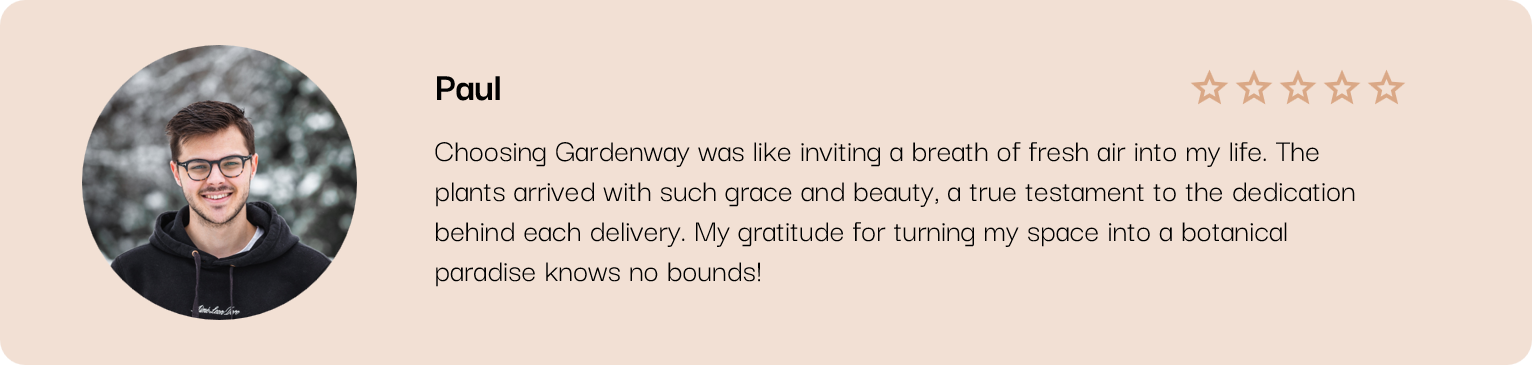 Paul
Choosing Gardenway was like inviting a breath of fresh air into my life. The
plants arrived with such grace and beauty, a true testament to the dedication
behind each delivery. My gratitude for turning my space into a botanical
paradise knows no bounds!